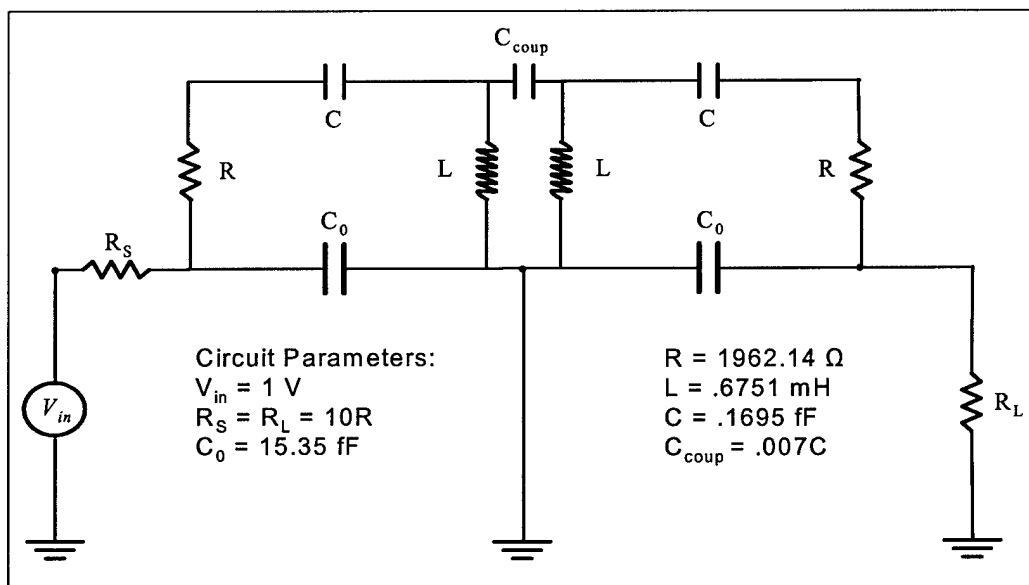 C_coup
C
C
R
L
L
R
C_0
C_0
R_S
Circuit Parameters:
V_in = 1 V
R_S = R_L = 10R
C_0 = 15.35 fF
R = 1962.14 Ω
L = .6751 mH
C = .1695 fF
C_coup = .007C
V_in
R_L